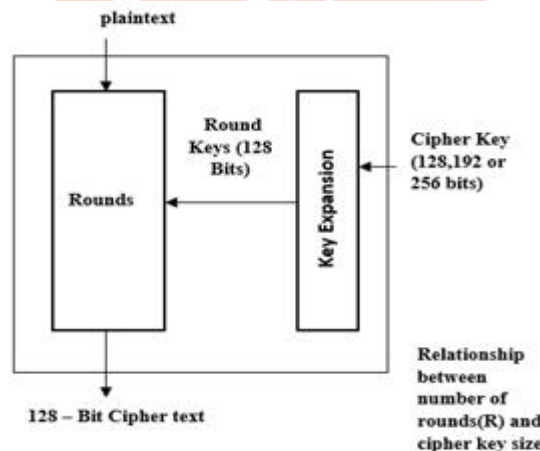 plaintext
Round
Keys (128
Bits)
Rounds
Key Expansion
Cipher Key
(128,192 or
256 bits)
128 – Bit Cipher text
Relationship
between
number of
rounds(R) and
cipher key size